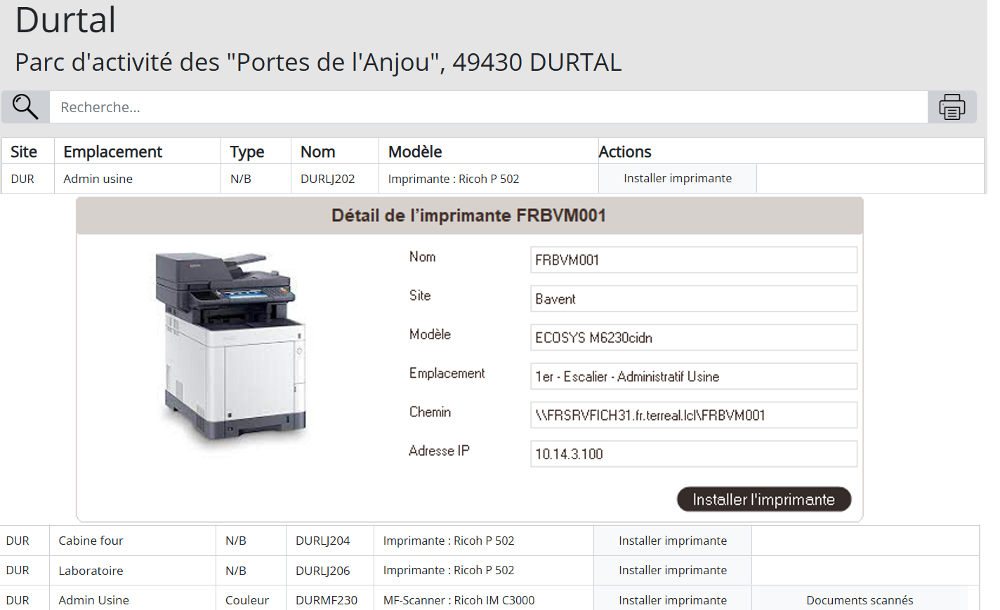 Durtal
Parc d'activité des "Portes de l'Anjou", 49430 DURTAL
Recherche...
Site Emplacement Type Nom Modèle Actions
DUR Admin usine N/B DURLJ202 Imprimante : Ricoh P 502 Installer imprimante
Détail de l’imprimante FRBVM001
Nom FRBVM001
Site Bavent
Modèle ECOSYS M6230cidn
Emplacement 1er - Escalier - Administratif Usine
Chemin \\FRSRVFICH31.fr.terreal.lcl\FRBVM001
Adresse IP 10.14.3.100
Installer l'imprimante
DUR Cabine four N/B DURLJ204 Imprimante : Ricoh P 502 Installer imprimante
DUR Laboratoire N/B DURLJ206 Imprimante : Ricoh P 502 Installer imprimante
DUR Admin Usine Couleur DURMF230 MF-Scanner : Ricoh IM C3000 Installer imprimante Documents scannés